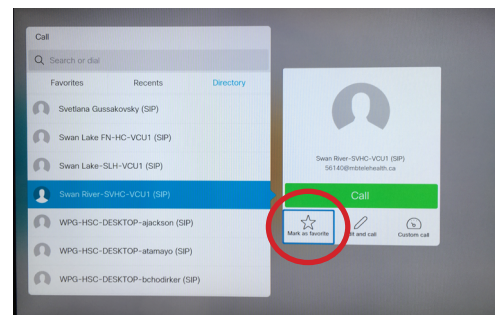 Call
Search or dial
Favorites Recents Directory
Svetlana Gussakovsky (SIP)
Swan Lake FN-HC-VCU1 (SIP)
Swan Lake-SLH-VCU1 (SIP)
Swan River-SVHC-VCU1 (SIP)
WPG-HSC-DESKTOP-ajackson (SIP)
WPG-HSC-DESKTOP-atamayo (SIP)
WPG-HSC-DESKTOP-bchodirker (SIP)
Swan River-SVHC-VCU1 (SIP)
56140@mbtelehealth.ca
Call
Mark as favorite
and call
Custom call